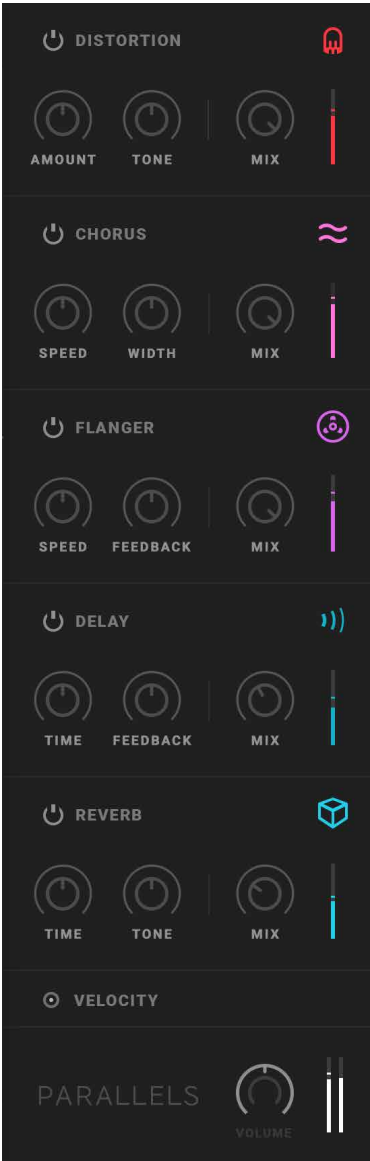 DISTORTION
AMOUNT TONE MIX
CHORUS
SPEED WIDTH MIX
FLANGER
SPEED FEEDBACK MIX
DELAY
TIME FEEDBACK MIX
REVERB
TIME TONE MIX
VELOCITY
PARALLELS
VOLUME